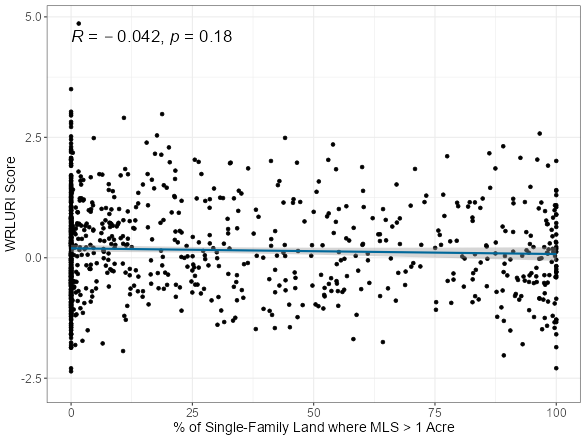 5.0
R = − 0.042, p = 0.18
2.5
WRLURI Score
0.0
-2.5
0 25 50 75 100
% of Single-Family Land where MLS > 1 Acre